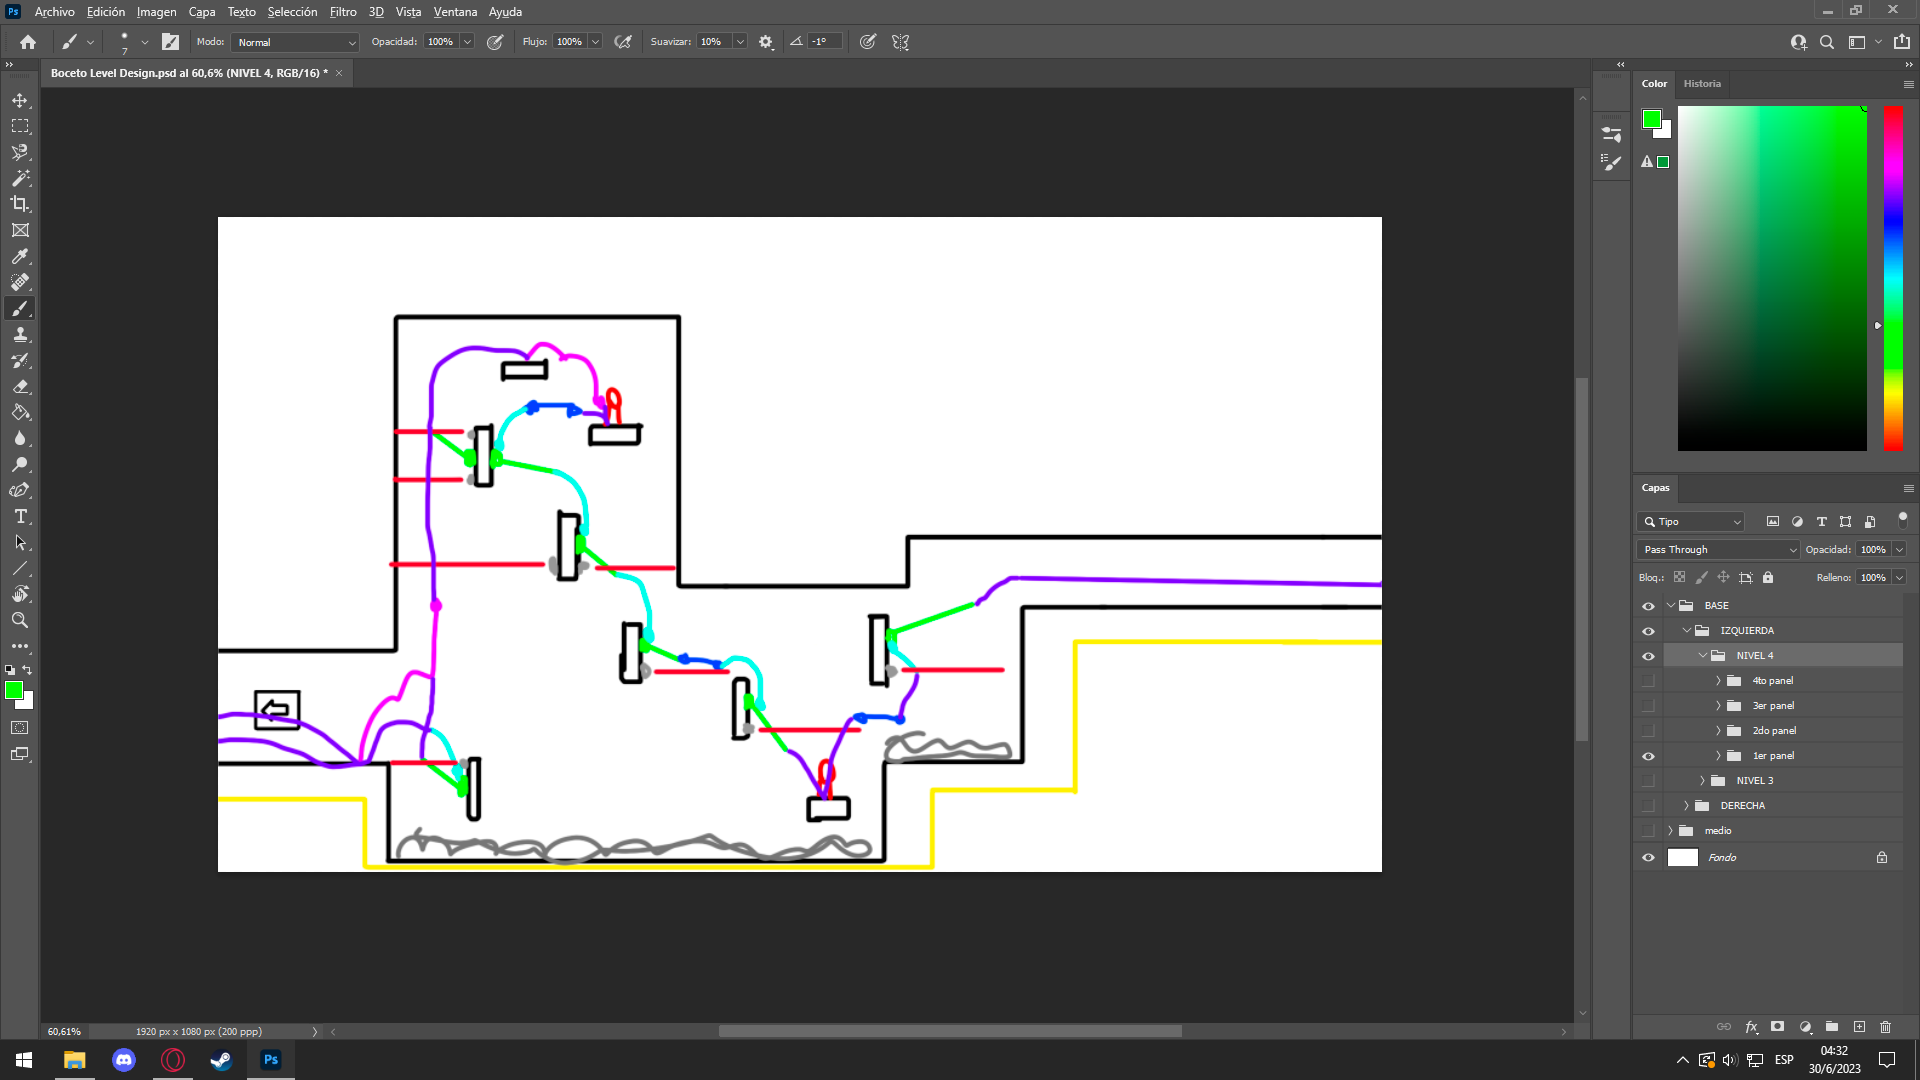 Ps Archivo Edición Imagen Capa Texto Selección Filtro 3D Vista Ventana Ayuda
7 Modo: Normal Opacidad: 100% Flujo: 100% Suavizar: 10% -1°
Boceto Level Design.psd al 60,6% (NIVEL 4, RGB/16) * ×
Color Historia
Capas
Tipo
Pass Through Opacidad: 100%
Bloq.: Relleno: 100%
BASE
IZQUIERDA
NIVEL 4
4to panel
3er panel
2do panel
1er panel
NIVEL 3
DERECHA
medio
Fondo
fx
60,61% 1920 px x 1080 px (200 ppp)
Ps ESP 04:32
30/6/2023